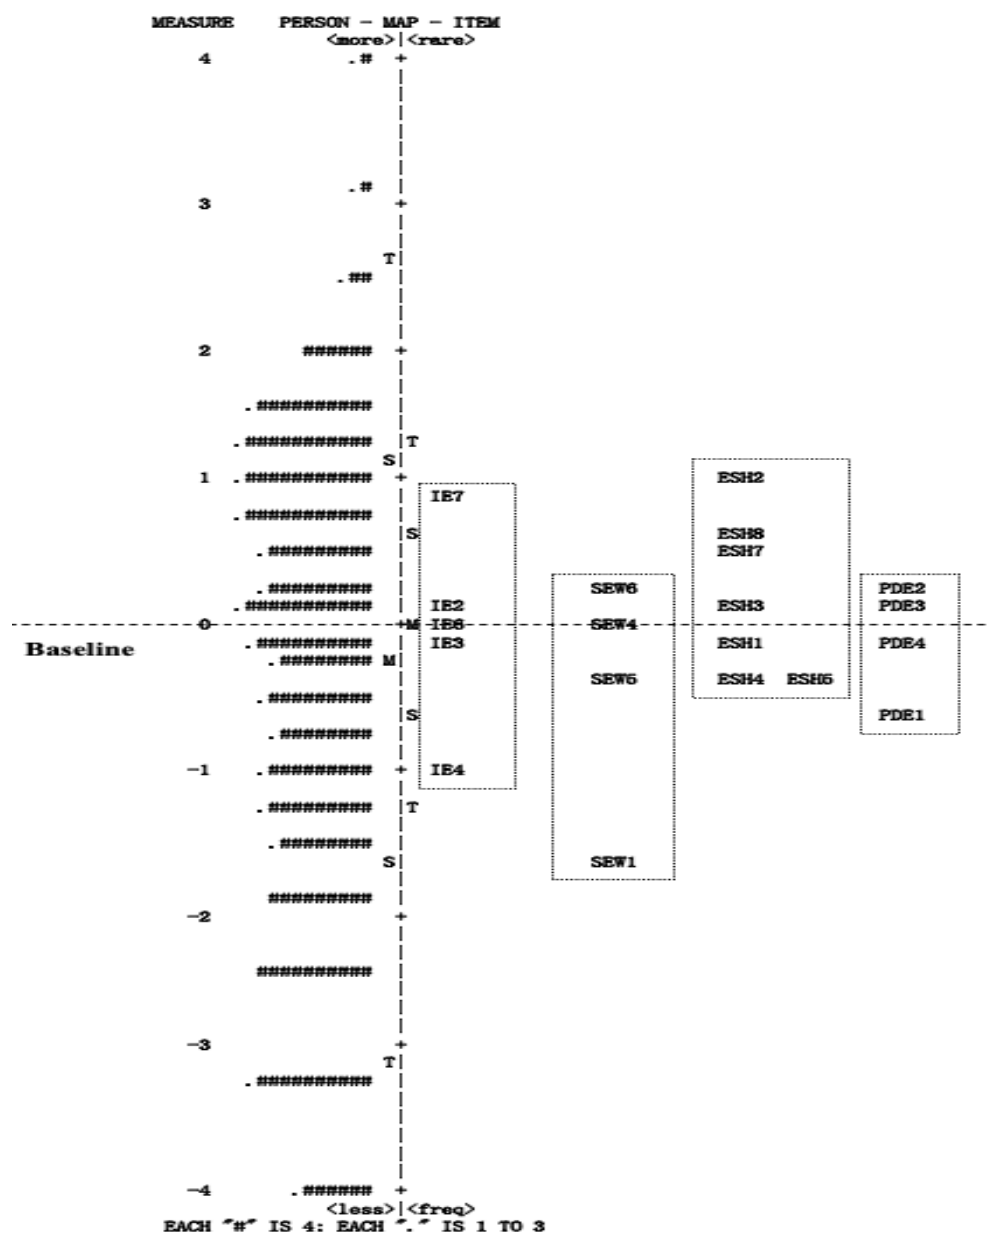 MEASURE PERSON - MAP - ITEM
<more>|<rare>
4 .# +
.#
3 +
T|
.##
2 ###### +
.##########
.########### |T
S|
1 .########### + ESH2
IE7
.###########
|S ESH8
.######### ESH7
.######### SEW6 PDE2
.########### IE2 ESH3 PDE3
0 +M IE6 SEW4
Baseline .########## IE3 ESH1 PDE4
.######## M|
SEW5 ESH4 ESH5
.#########
|S PDE1
.########
-1 .######### + IE4
.######### |T
.########
S| SEW1
#########
-2 +
##########
-3 +
T|
.##########
-4 .###### +
<less>|<freq>
EACH "#" IS 4: EACH "." IS 1 TO 3